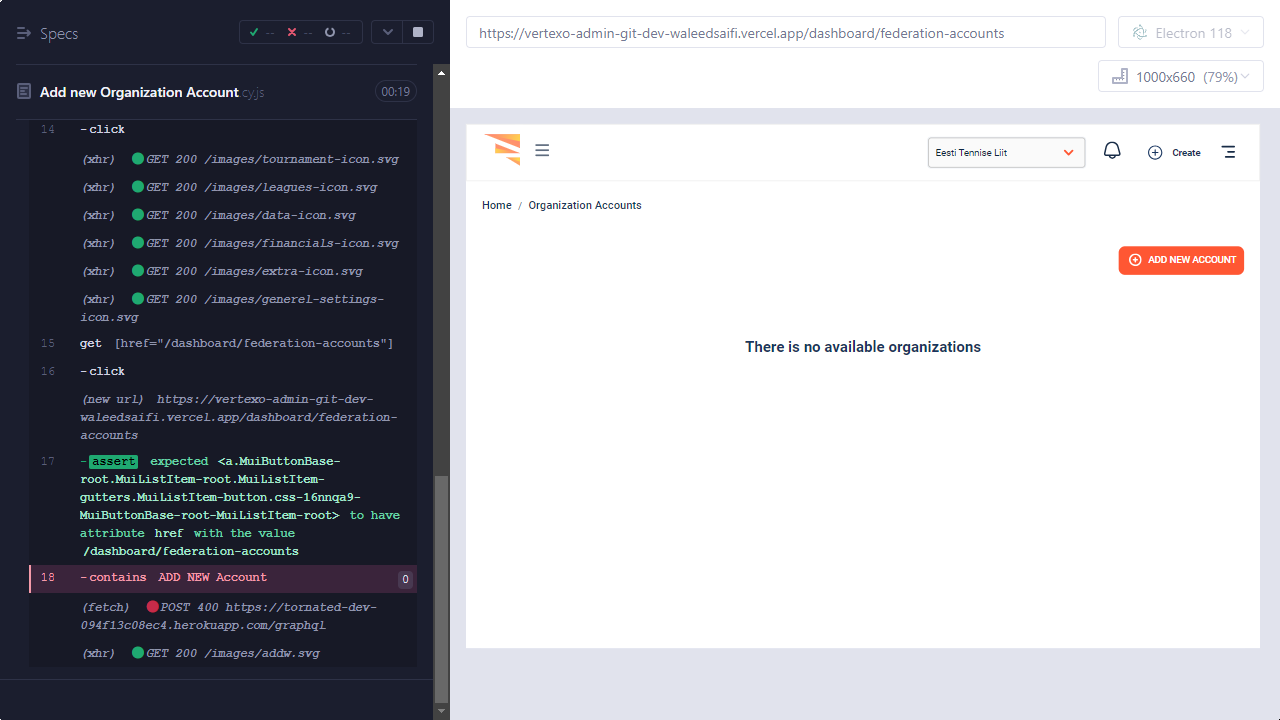 Specs
-- -- --
Add new Organization Account.cy.js 00:19
14 -click
(xhr) GET 200 /images/tournament-icon.svg
(xhr) GET 200 /images/leagues-icon.svg
(xhr) GET 200 /images/data-icon.svg
(xhr) GET 200 /images/financials-icon.svg
(xhr) GET 200 /images/extra-icon.svg
(xhr) GET 200 /images/generel-settings-
icon.svg
15 get [href="/dashboard/federation-accounts"]
16 -click
(new url) https://vertexo-admin-git-dev-
waleedsaifi.vercel.app/dashboard/federation-
accounts
17 -assert expected <a.MuiButtonBase-
root.MuiListItem-root.MuiListItem-
gutters.MuiListItem-button.css-16nnqa9-
MuiButtonBase-root-MuiListItem-root> to have
attribute href with the value
/dashboard/federation-accounts
18 -contains ADD NEW Account 0
(fetch) POST 400 https://tornated-dev-
094f13c08ec4.herokuapp.com/graphql
(xhr) GET 200 /images/addw.svg
https://vertexo-admin-git-dev-waleedsaifi.vercel.app/dashboard/federation-accounts
Electron 118
1000x660 (79%)
Eesti Tennise Liit
Create
Home / Organization Accounts
ADD NEW ACCOUNT
There is no available organizations